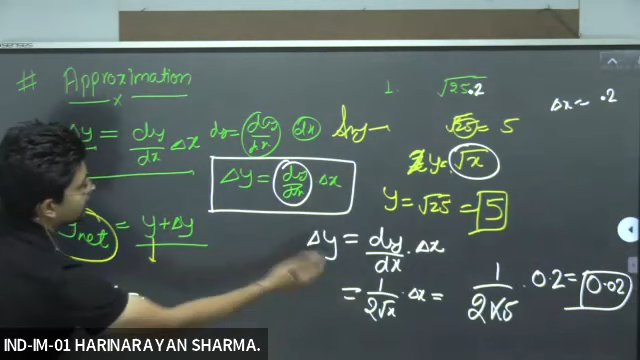 # Approximation
Δy = dy/dx Δx
Δy = dy/dx Δx
y_net = y + Δy
1. √25.2
Δx = .2
√25 = 5
y = √x
y = √25 = 5
Δy = dy/dx · Δx
= 1/2√x · Δx = 1/2×5 · 0.2 = 0.02
IND-IM-01 HARINARAYAN SHARMA.